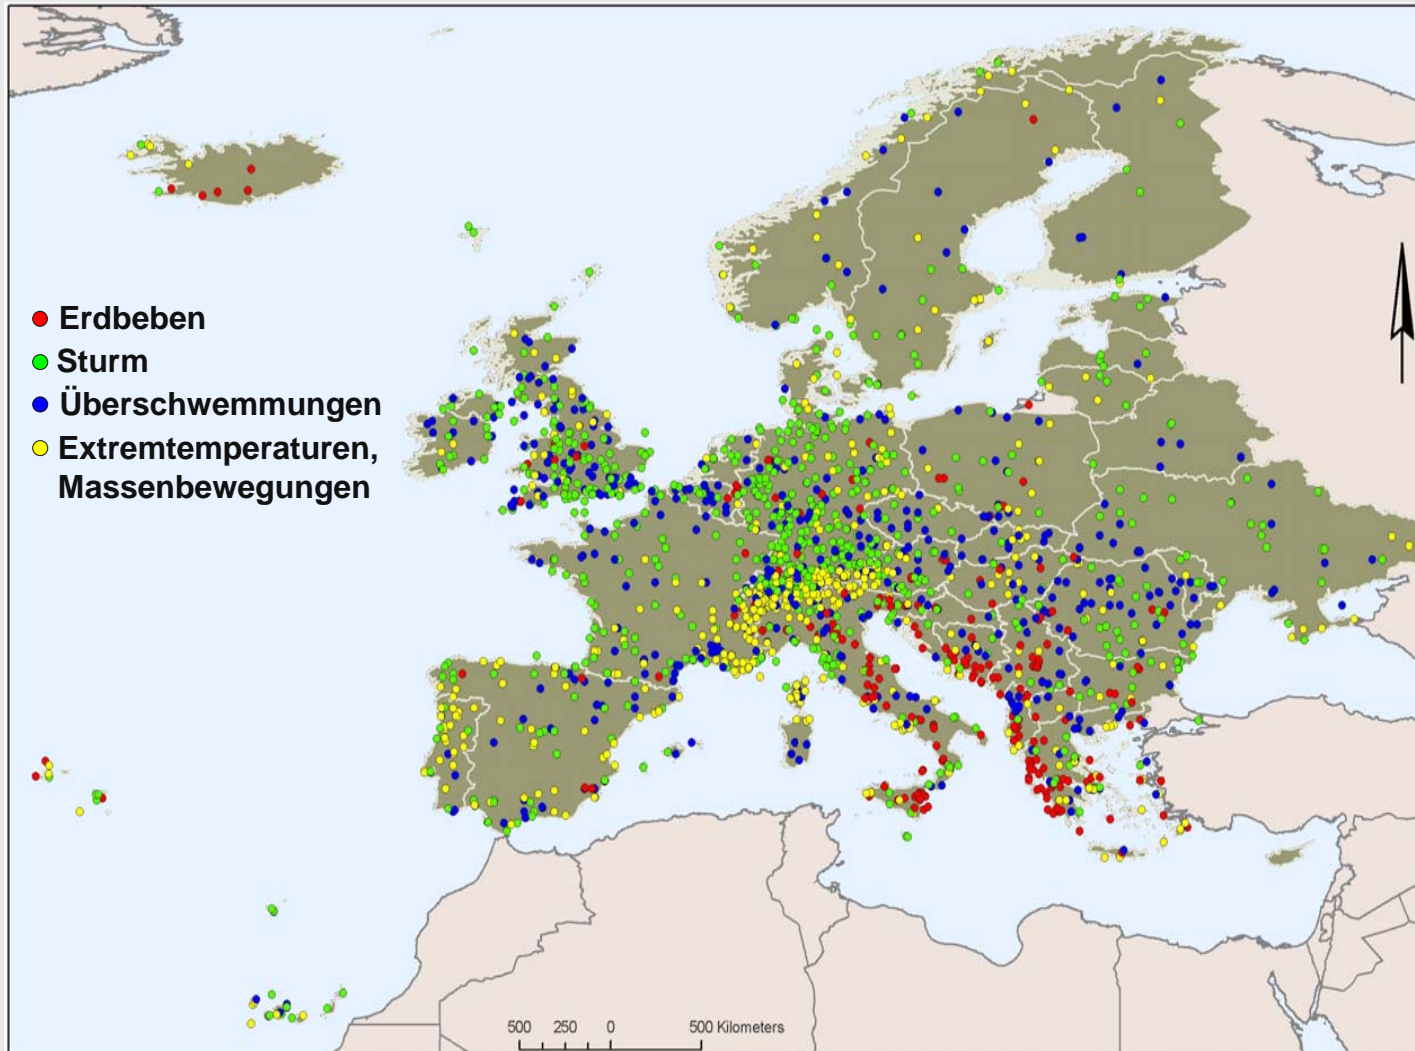 Erdbeben
Sturm
Überschwemmungen
Extremtemperaturen,
Massenbewegungen
500 250 0 500 Kilometers